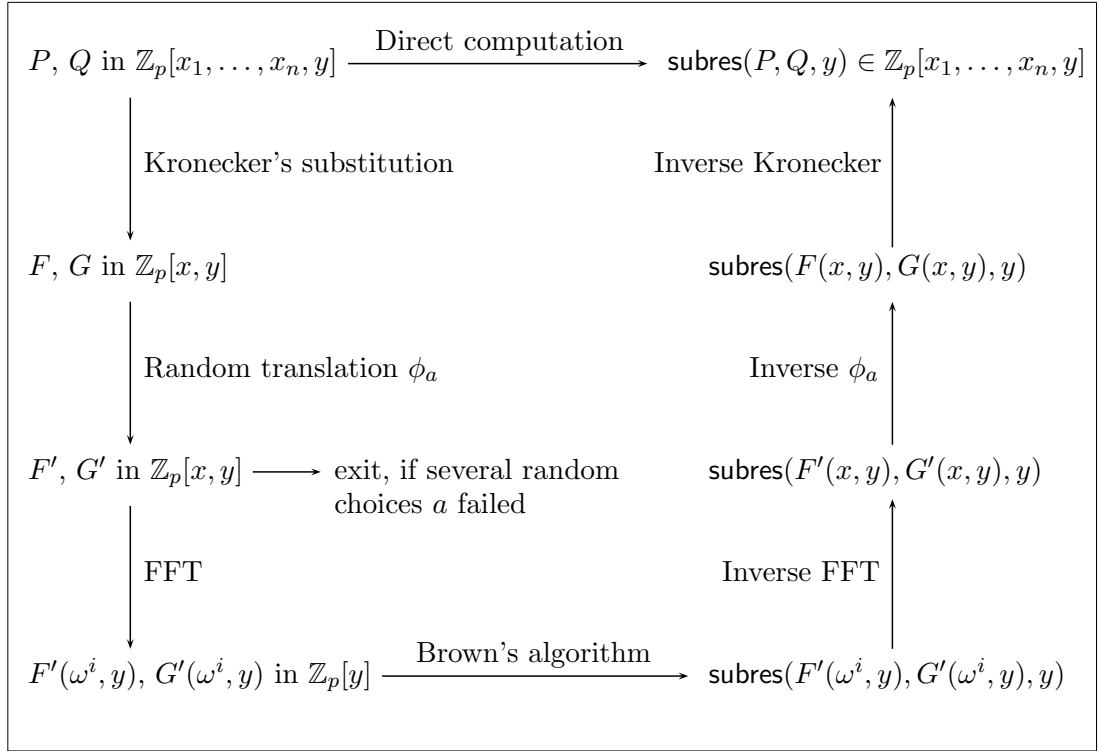 P, Q in ℤ_p[x_1, …, x_n, y]
Direct computation
subres(P, Q, y) ∈ ℤ_p[x_1, …, x_n, y]
Kronecker's substitution
Inverse Kronecker
F, G in ℤ_p[x, y]
subres(F(x, y), G(x, y), y)
Random translation ϕ_a
Inverse ϕ_a
F′, G′ in ℤ_p[x, y]
exit, if several random
choices a failed
subres(F′(x, y), G′(x, y), y)
FFT
Inverse FFT
F′(ω^i, y), G′(ω^i, y) in ℤ_p[y]
Brown's algorithm
subres(F′(ω^i, y), G′(ω^i, y), y)